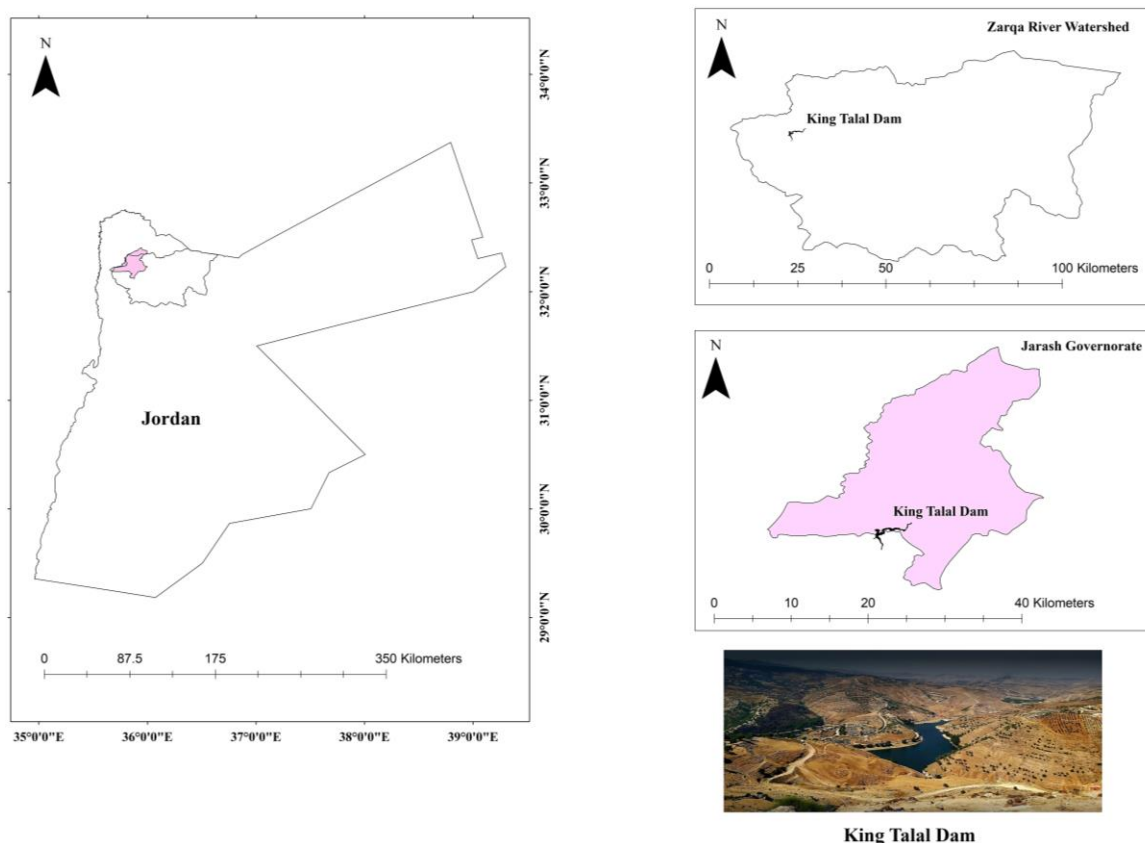 N
34°0'0"N
33°0'0"N
32°0'0"N
31°0'0"N
30°0'0"N
29°0'0"N
Jordan
0 87.5 175 350 Kilometers
35°0'0"E 36°0'0"E 37°0'0"E 38°0'0"E 39°0'0"E
Zarqa River Watershed
N
King Talal Dam
0 25 50 100 Kilometers
Jarash Governorate
N
King Talal Dam
0 10 20 40 Kilometers
King Talal Dam